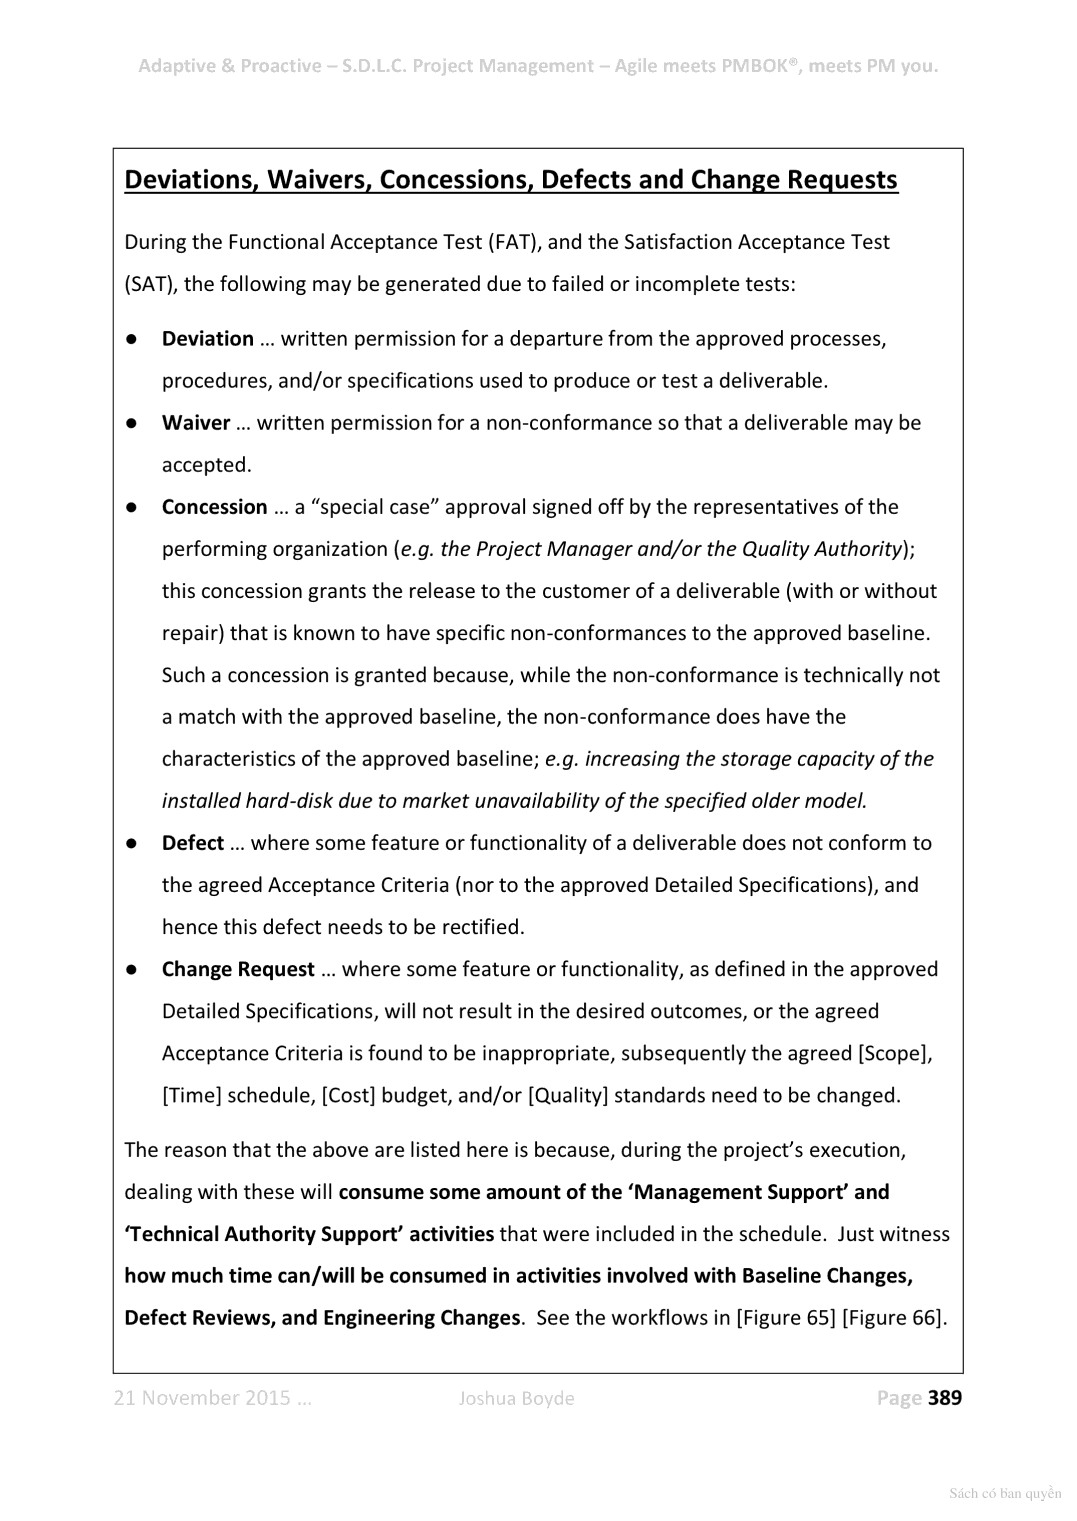 Adaptive & Proactive – S.D.L.C. Project Management – Agile meets PMBOK®, meets PM you.
Deviations, Waivers, Concessions, Defects and Change Requests
During the Functional Acceptance Test (FAT), and the Satisfaction Acceptance Test
(SAT), the following may be generated due to failed or incomplete tests:
● Deviation … written permission for a departure from the approved processes,
procedures, and/or specifications used to produce or test a deliverable.
● Waiver … written permission for a non-conformance so that a deliverable may be
accepted.
● Concession … a “special case” approval signed off by the representatives of the
performing organization (e.g. the Project Manager and/or the Quality Authority);
this concession grants the release to the customer of a deliverable (with or without
repair) that is known to have specific non-conformances to the approved baseline.
Such a concession is granted because, while the non-conformance is technically not
a match with the approved baseline, the non-conformance does have the
characteristics of the approved baseline; e.g. increasing the storage capacity of the
installed hard-disk due to market unavailability of the specified older model.
● Defect … where some feature or functionality of a deliverable does not conform to
the agreed Acceptance Criteria (nor to the approved Detailed Specifications), and
hence this defect needs to be rectified.
● Change Request … where some feature or functionality, as defined in the approved
Detailed Specifications, will not result in the desired outcomes, or the agreed
Acceptance Criteria is found to be inappropriate, subsequently the agreed [Scope],
[Time] schedule, [Cost] budget, and/or [Quality] standards need to be changed.
The reason that the above are listed here is because, during the project’s execution,
dealing with these will consume some amount of the ‘Management Support’ and
‘Technical Authority Support’ activities that were included in the schedule.  Just witness
how much time can/will be consumed in activities involved with Baseline Changes,
Defect Reviews, and Engineering Changes.  See the workflows in [Figure 65] [Figure 66].
21 November 2015 … Joshua Boyde Page 389
Sách có bản quyền